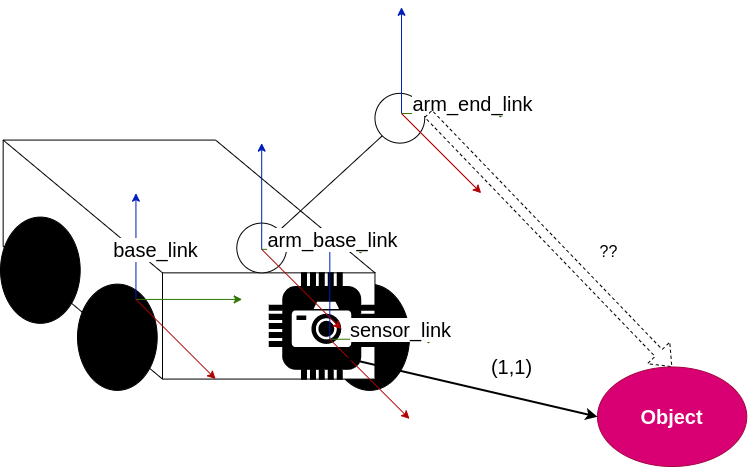 arm_end_link
arm_base_link
base_link
??
sensor_link
(1,1)
Object